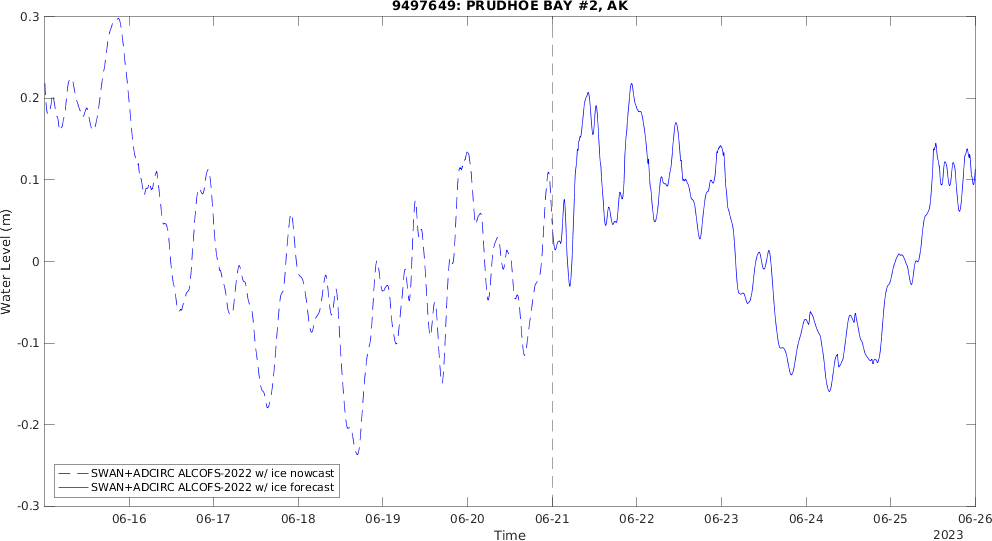 9497649: PRUDHOE BAY #2, AK
0.3
0.2
0.1
0
-0.1
-0.2
-0.3
Water Level (m)
SWAN+ADCIRC ALCOFS-2022 w/ ice nowcast
SWAN+ADCIRC ALCOFS-2022 w/ ice forecast
06-16 06-17 06-18 06-19 06-20 06-21 06-22 06-23 06-24 06-25 06-26
Time
2023